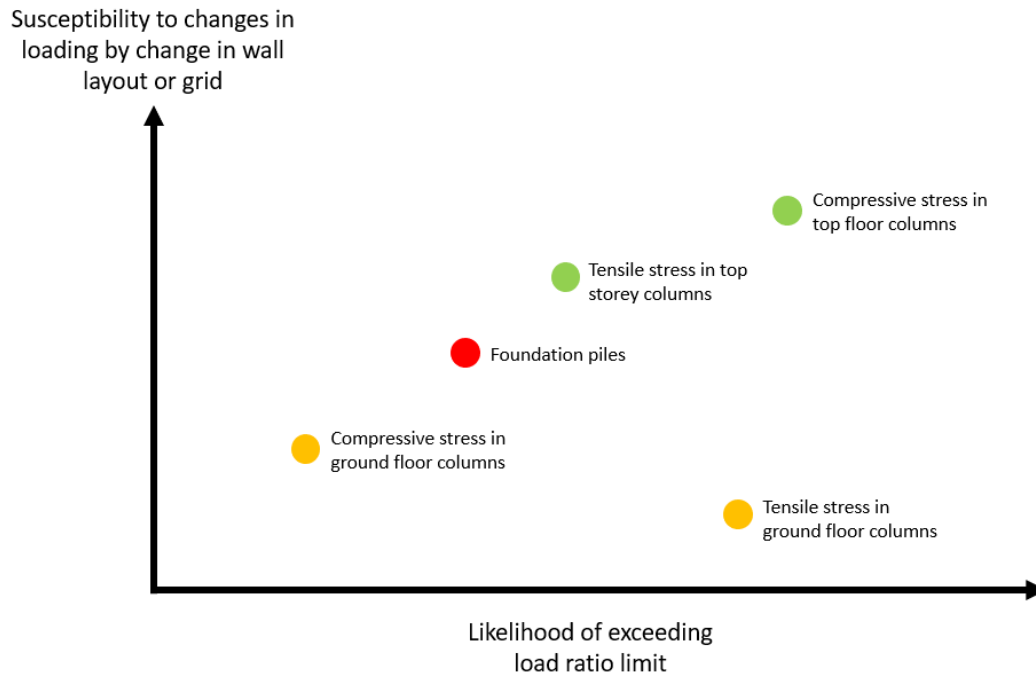 Susceptibility to changes in
loading by change in wall
layout or grid
Compressive stress in
top floor columns
Tensile stress in top
storey columns
Foundation piles
Compressive stress in
ground floor columns
Tensile stress in
ground floor columns
Likelihood of exceeding
load ratio limit